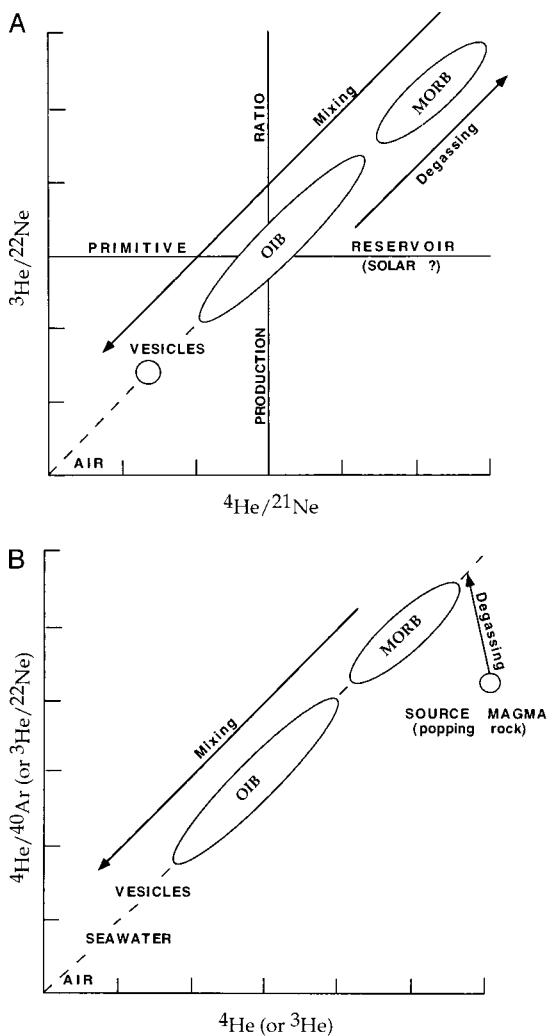 A
Mixing
MORB
Degassing
RATIO
OIB
PRIMITIVE
RESERVOIR
(SOLAR ?)
³He/²²Ne
VESICLES
PRODUCTION
AIR
⁴He/²¹Ne
B
Degassing
MORB
SOURCE MAGMA
(popping rock)
Mixing
OIB
⁴He/⁴⁰Ar (or ³He/²²Ne)
VESICLES
SEAWATER
AIR
⁴He (or ³He)